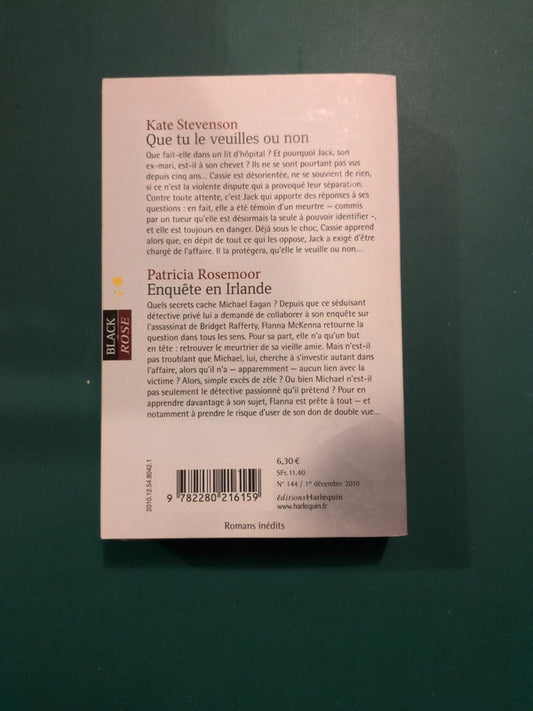 Kate Stevenson
Que tu le veuilles ou non
Que fait-elle dans un lit d'hôpital ? Et pourquoi Jack, son
ex-mari, est-il à son chevet ? Ils ne se sont pourtant pas vus
depuis cinq ans... Cassie est désorientée, ne se souvient de rien,
si ce n'est la violente dispute qui a provoqué leur séparation.
Contre toute attente, c'est Jack qui apporte des réponses à ses
questions : en fait, elle a été témoin d'un meurtre — commis
par un tueur qu'elle est désormais la seule à pouvoir identifier –,
et elle est toujours en danger. Déjà sous le choc, Cassie apprend
alors que, en dépit de tout ce qui les oppose, Jack a exigé d'être
chargé de l'affaire. Il la protégera, qu'elle le veuille ou non...
Patricia Rosemoor
Enquête en Irlande
Quels secrets cache Michael Eagan ? Depuis que ce séduisant
détective privé lui a demandé de collaborer à son enquête sur
l'assassinat de Bridget Rafferty, Flanna McKenna retourne la
question dans tous les sens. Pour sa part, elle n'a qu'un but
en tête : retrouver le meurtrier de sa vieille amie. Mais n'est-il
pas troublant que Michael, lui, cherche à s'investir autant dans
l'affaire, alors qu'il n'a — apparemment — aucun lien avec la
victime ? Alors, simple excès de zèle ? Ou bien Michael n'est-il
pas seulement le détective passionné qu'il prétend ? Pour en
apprendre davantage à son sujet, Flanna est prête à tout — et
notamment à prendre le risque d'user de son don de double vue...
BLACK
ROSE
2010.12.54.8042.1
9 782280 216159
6,30 €
SFr. 11.40
N° 144 / 1er décembre 2010
éditionsHarlequin
www.harlequin.fr
Romans inédits